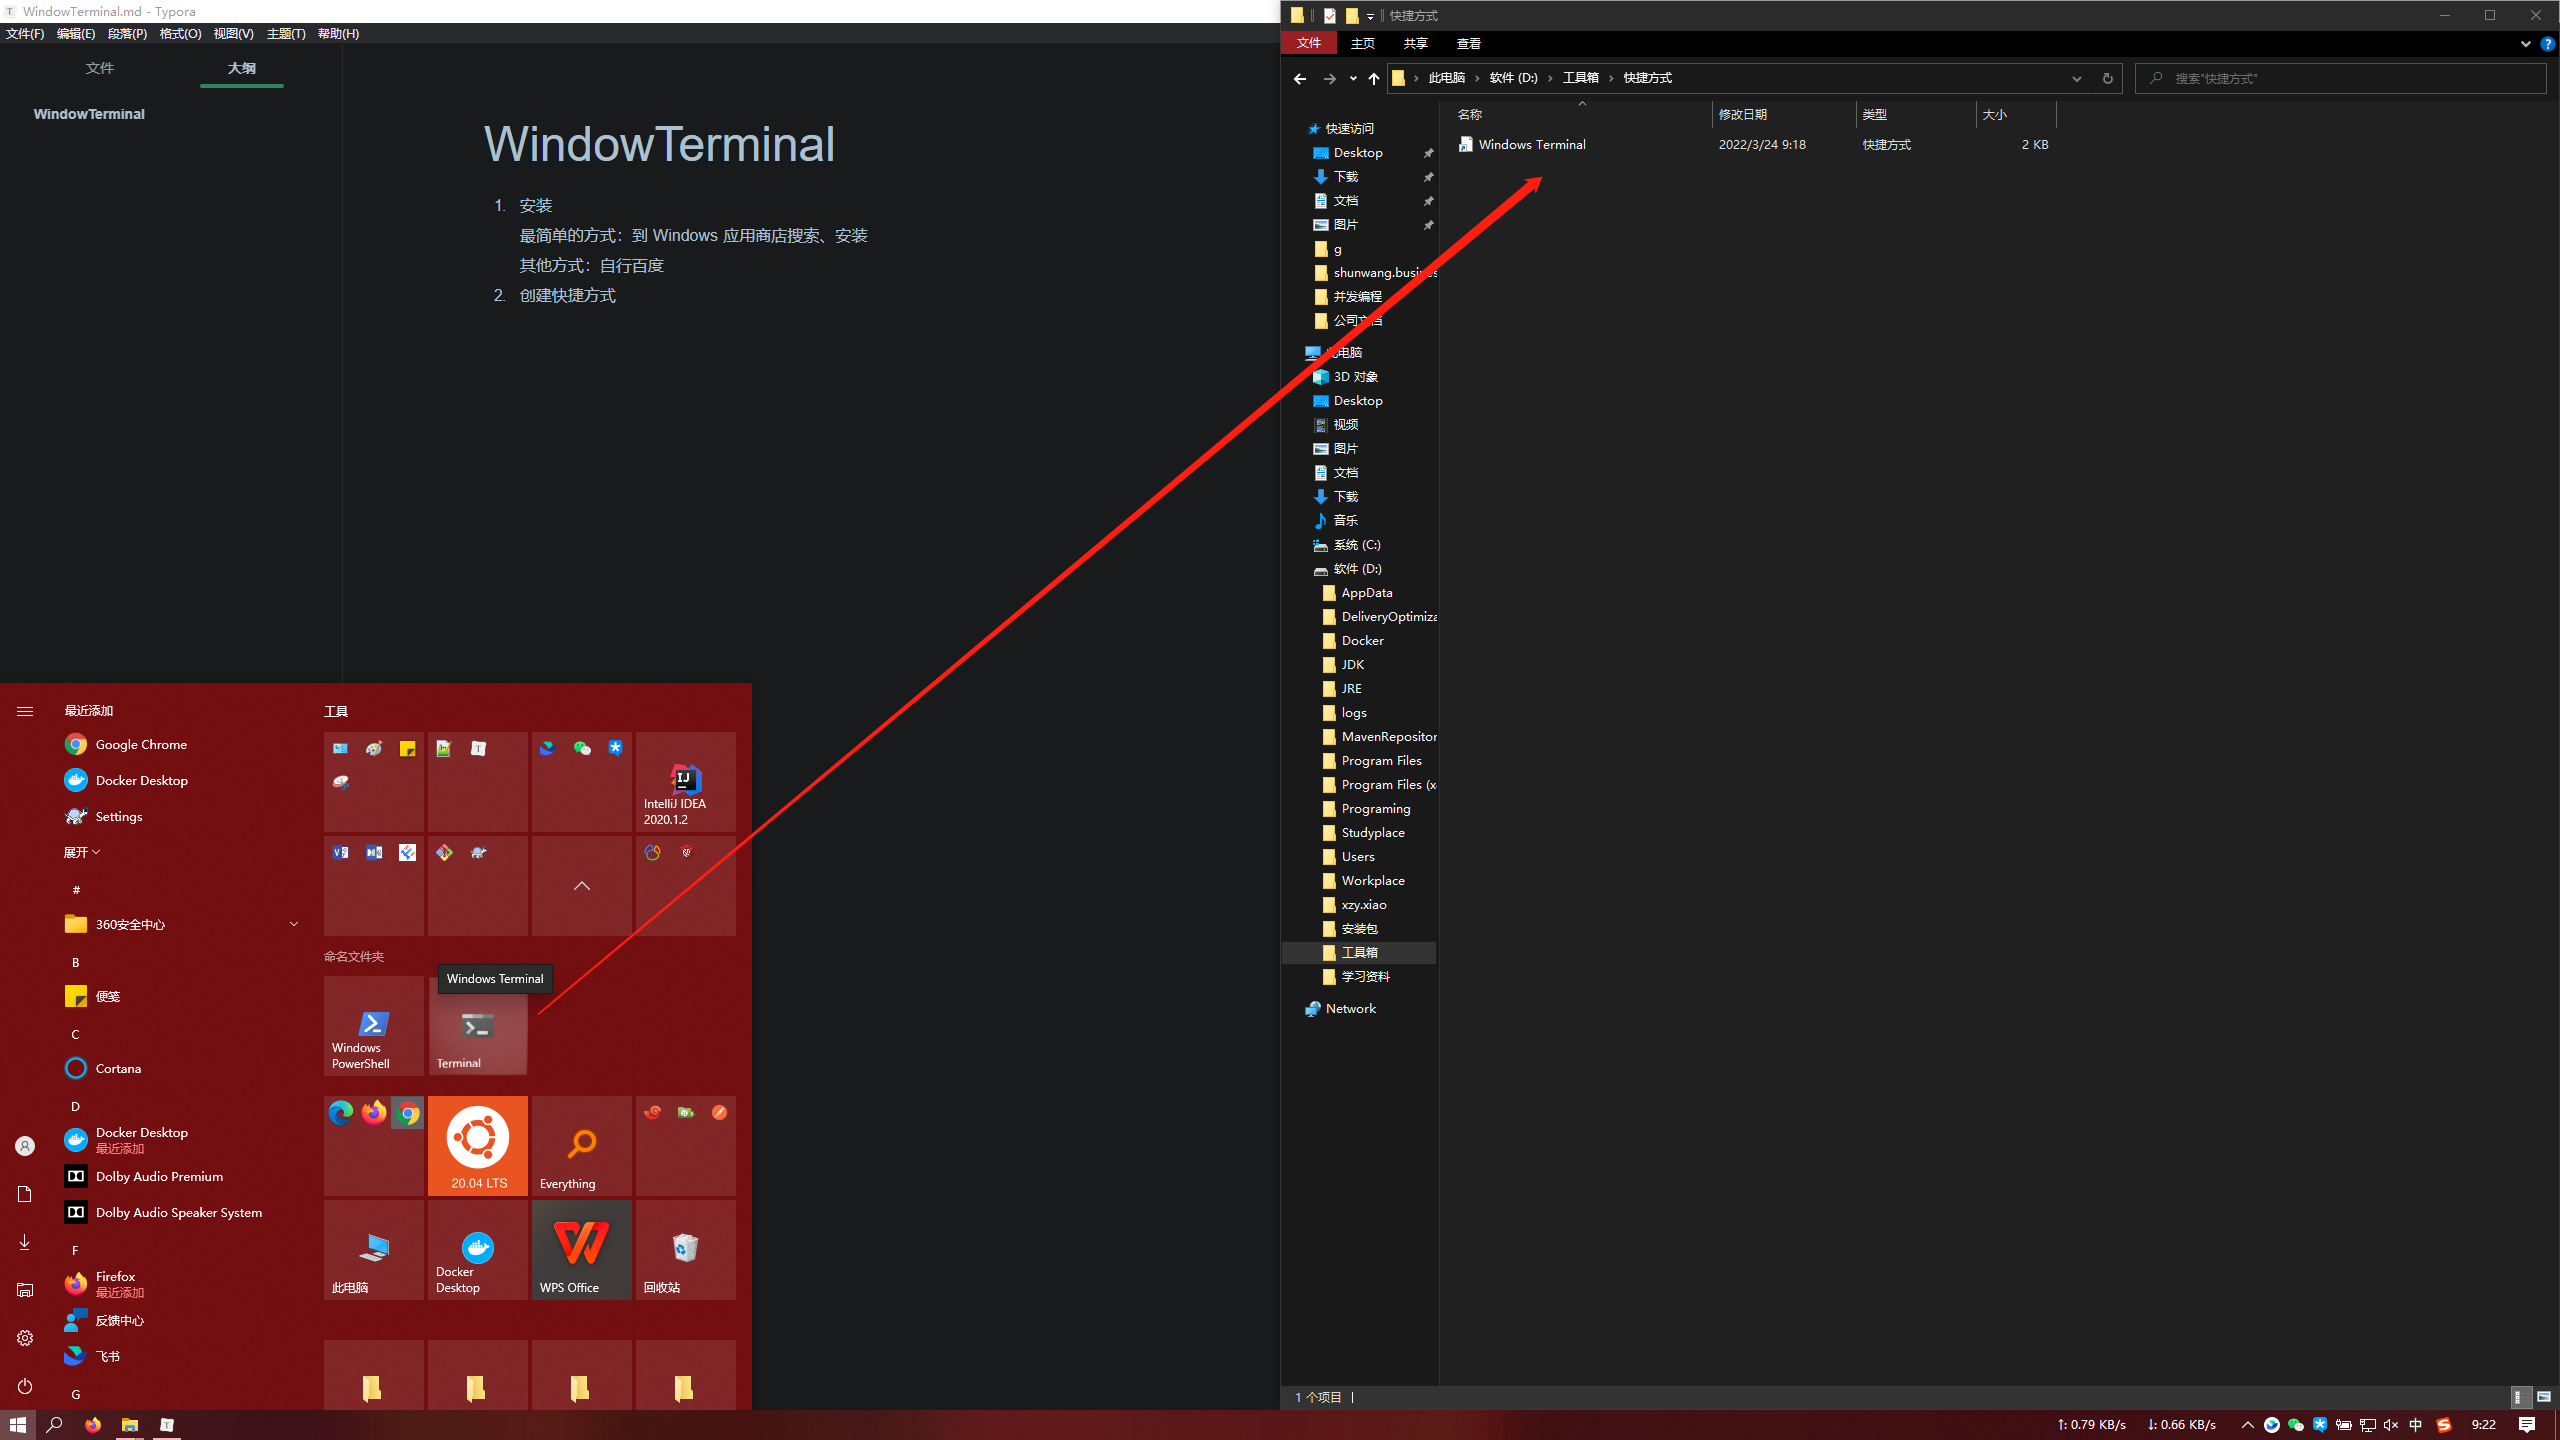 WindowTerminal.md - Typora
文件(F) 编辑(E) 段落(P) 格式(O) 视图(V) 主题(T) 帮助(H)
文件 大纲
WindowTerminal
WindowTerminal
1. 安装
最简单的方式：到 Windows 应用商店搜索、安装
其他方式：自行百度
2. 创建快捷方式
最近添加
Google Chrome
Docker Desktop
Settings
展开
#
360安全中心
B
便笺
C
Cortana
D
Docker Desktop
最近添加
Dolby Audio Premium
Dolby Audio Speaker System
F
Firefox
最近添加
反馈中心
飞书
G
工具
IntelliJ IDEA
2020.1.2
命名文件夹
Windows Terminal
Windows
PowerShell
Terminal
20.04 LTS
Everything
此电脑
Docker
Desktop
WPS Office
回收站
快捷方式
文件 主页 共享 查看
此电脑 › 软件 (D:) › 工具箱 › 快捷方式
搜索"快捷方式"
名称 修改日期 类型 大小
Windows Terminal 2022/3/24 9:18 快捷方式 2 KB
快速访问
Desktop
下载
文档
图片
g
shunwang.busines
并发编程
公司文档
此电脑
3D 对象
Desktop
视频
图片
文档
下载
音乐
系统 (C:)
软件 (D:)
AppData
DeliveryOptimiza
Docker
JDK
JRE
logs
MavenRepositor
Program Files
Program Files (x
Programing
Studyplace
Users
Workplace
xzy.xiao
安装包
工具箱
学习资料
Network
1 个项目
↑: 0.79 KB/s ↓: 0.66 KB/s 中 9:22